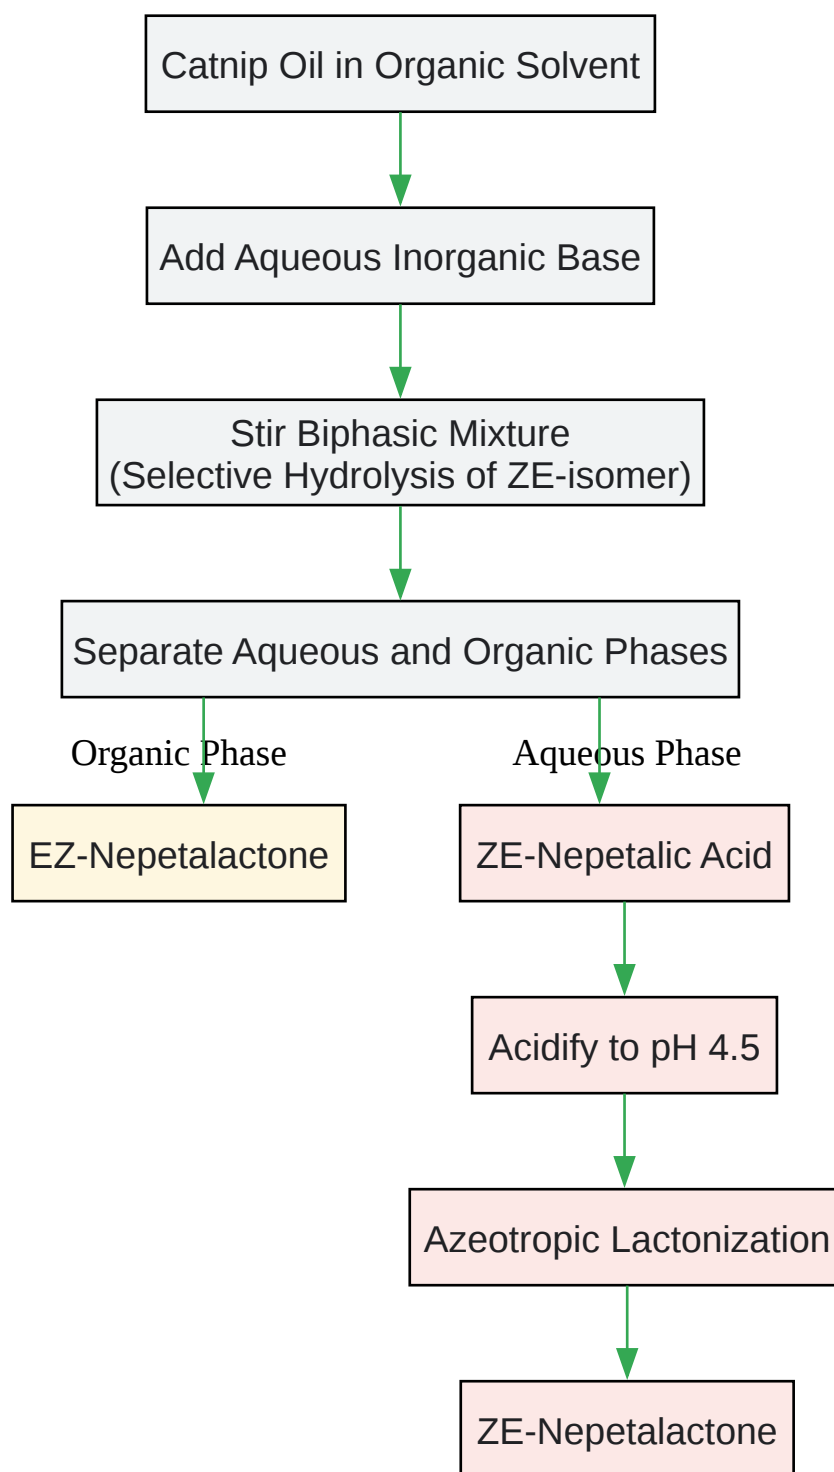 Catnip Oil in Organic Solvent
Add Aqueous Inorganic Base
Stir Biphasic Mixture
(Selective Hydrolysis of ZE-isomer)
Separate Aqueous and Organic Phases
Organic Phase
Aqueous Phase
EZ-Nepetalactone
ZE-Nepetalic Acid
Acidify to pH 4.5
Azeotropic Lactonization
ZE-Nepetalactone